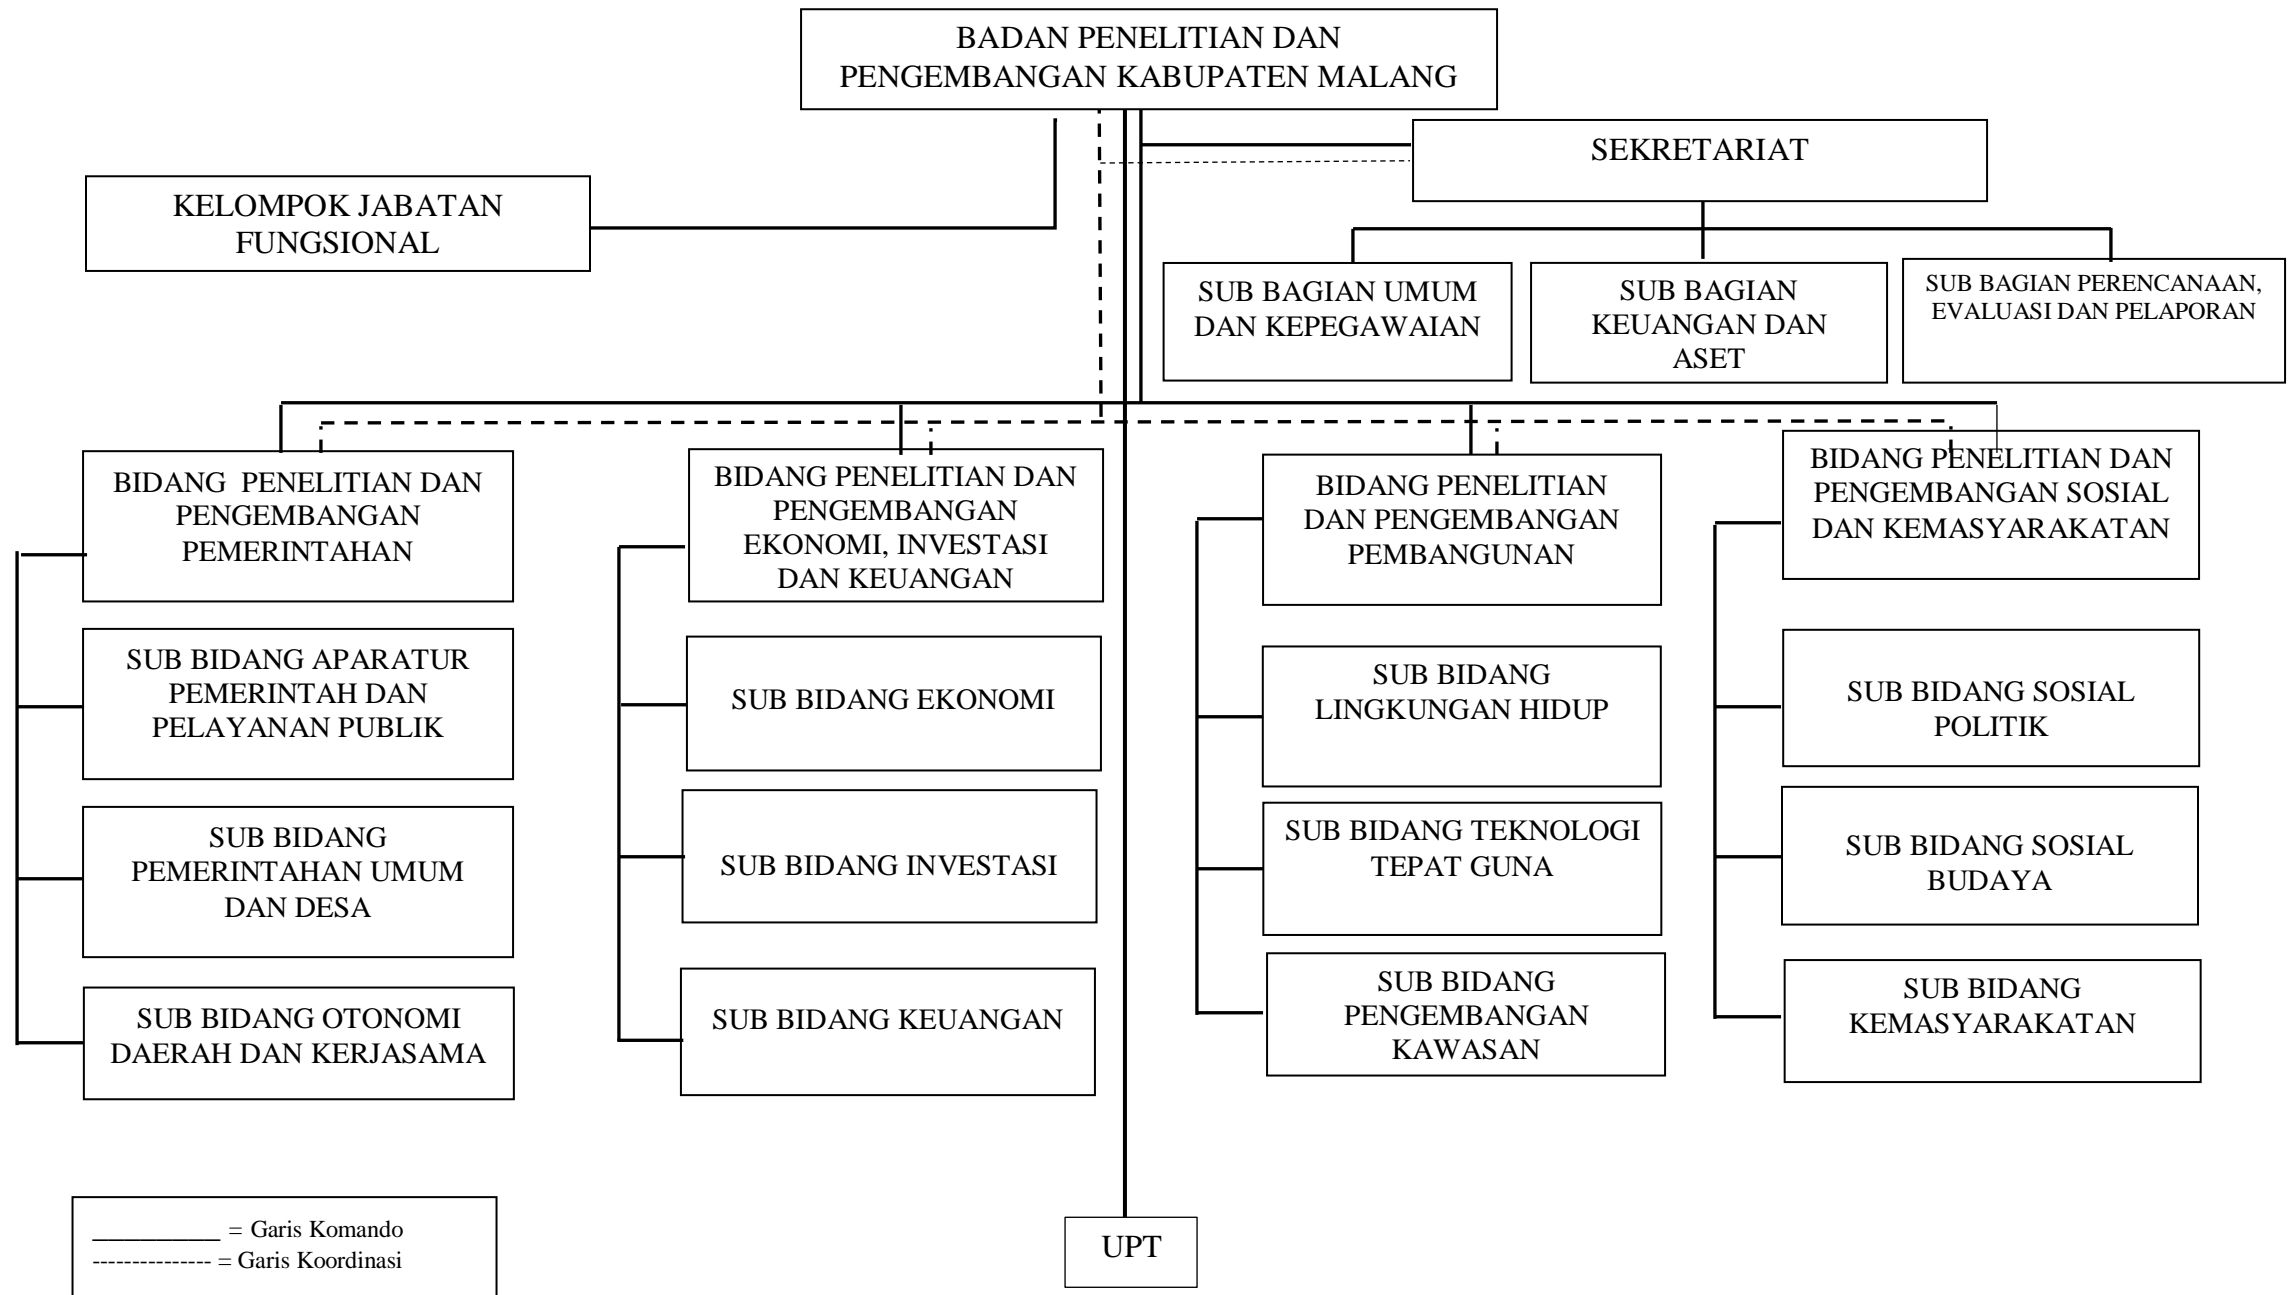 BADAN PENELITIAN DAN
PENGEMBANGAN KABUPATEN MALANG
SEKRETARIAT
KELOMPOK JABATAN
FUNGSIONAL
SUB BAGIAN UMUM
DAN KEPEGAWAIAN
SUB BAGIAN
KEUANGAN DAN
ASET
SUB BAGIAN PERENCANAAN,
EVALUASI DAN PELAPORAN
BIDANG PENELITIAN DAN
PENGEMBANGAN
PEMERINTAHAN
SUB BIDANG APARATUR
PEMERINTAH DAN
PELAYANAN PUBLIK
SUB BIDANG
PEMERINTAHAN UMUM
DAN DESA
SUB BIDANG OTONOMI
DAERAH DAN KERJASAMA
BIDANG PENELITIAN DAN
PENGEMBANGAN
EKONOMI, INVESTASI
DAN KEUANGAN
SUB BIDANG EKONOMI
SUB BIDANG INVESTASI
SUB BIDANG KEUANGAN
BIDANG PENELITIAN
DAN PENGEMBANGAN
PEMBANGUNAN
SUB BIDANG
LINGKUNGAN HIDUP
SUB BIDANG TEKNOLOGI
TEPAT GUNA
SUB BIDANG
PENGEMBANGAN
KAWASAN
BIDANG PENELITIAN DAN
PENGEMBANGAN SOSIAL
DAN KEMASYARAKATAN
SUB BIDANG SOSIAL
POLITIK
SUB BIDANG SOSIAL
BUDAYA
SUB BIDANG
KEMASYARAKATAN
UPT
_________ = Garis Komando
--------------- = Garis Koordinasi